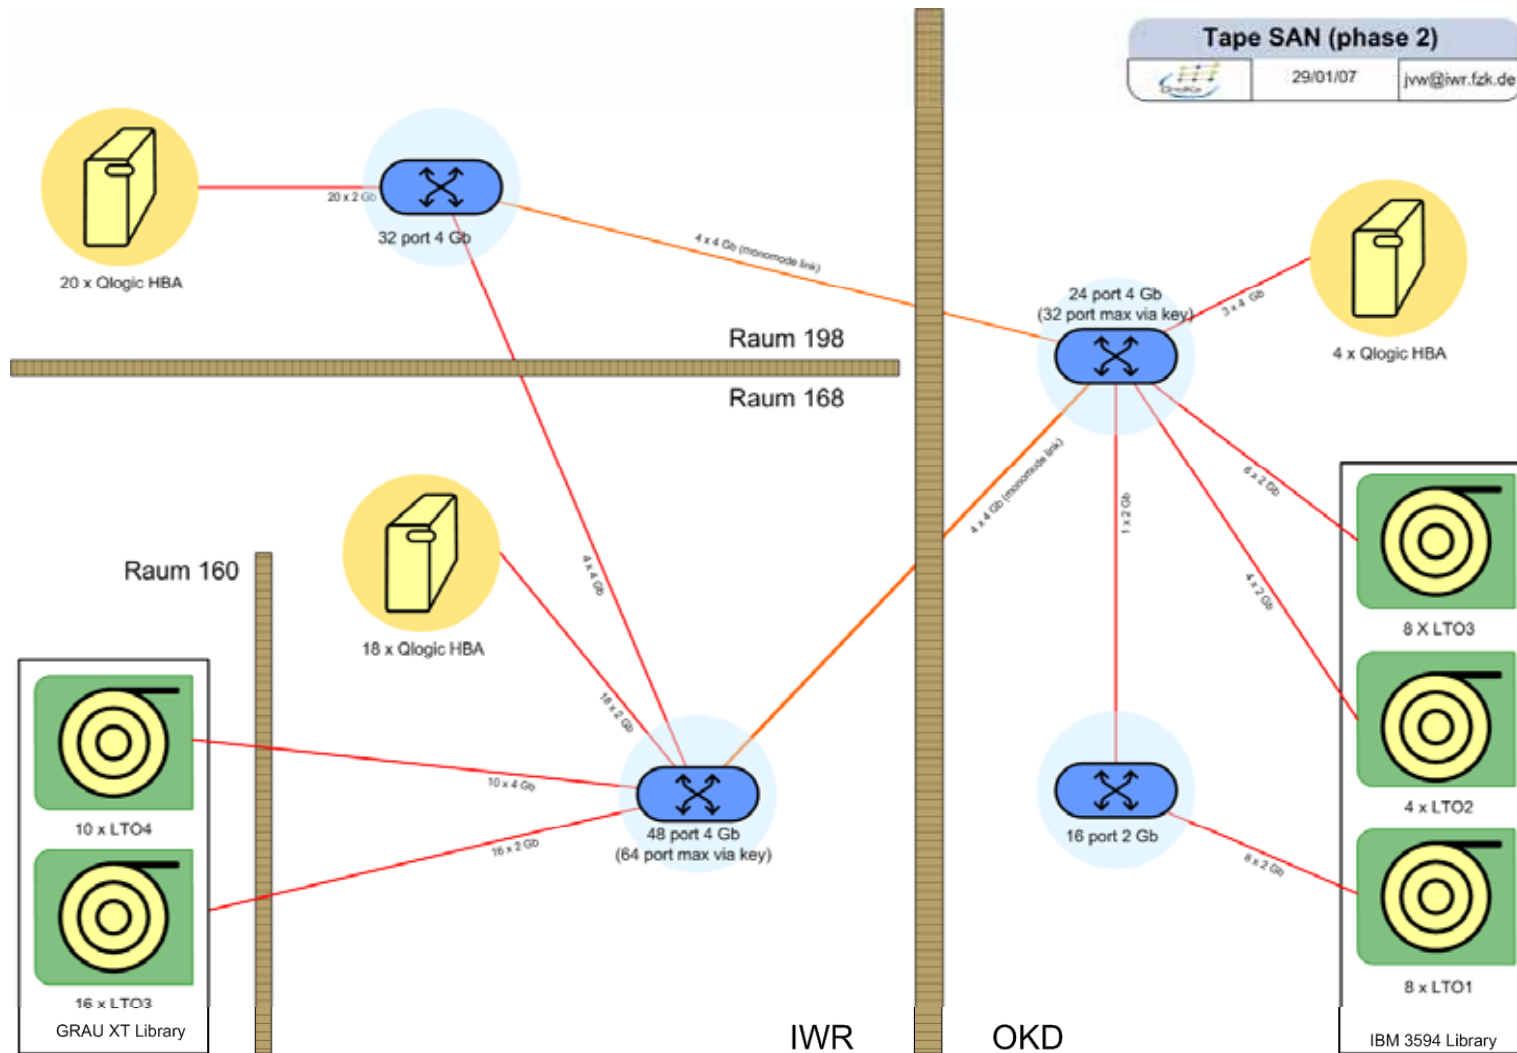 Tape SAN (phase 2)
29/01/07
jvw@iwr.fzk.de
20 x 2 Gb
32 port 4 Gb
20 x Qlogic HBA
4 x 4 Gb (monomode link)
24 port 4 Gb
(32 port max via key)
3 x 4 Gb
4 x Qlogic HBA
Raum 198
Raum 168
4 x 4 Gb (monomode link)
6 x 2 Gb
1 x 2 Gb
4 x 2 Gb
4 x 4 Gb
Raum 160
18 x Qlogic HBA
8 X LTO3
18 x 2 Gb
10 x 4 Gb
10 x LTO4
16 x 2 Gb
48 port 4 Gb
(64 port max via key)
16 port 2 Gb
4 x LTO2
8 x 2 Gb
8 x LTO1
16 x LTO3
GRAU XT Library
IWR
OKD
IBM 3594 Library